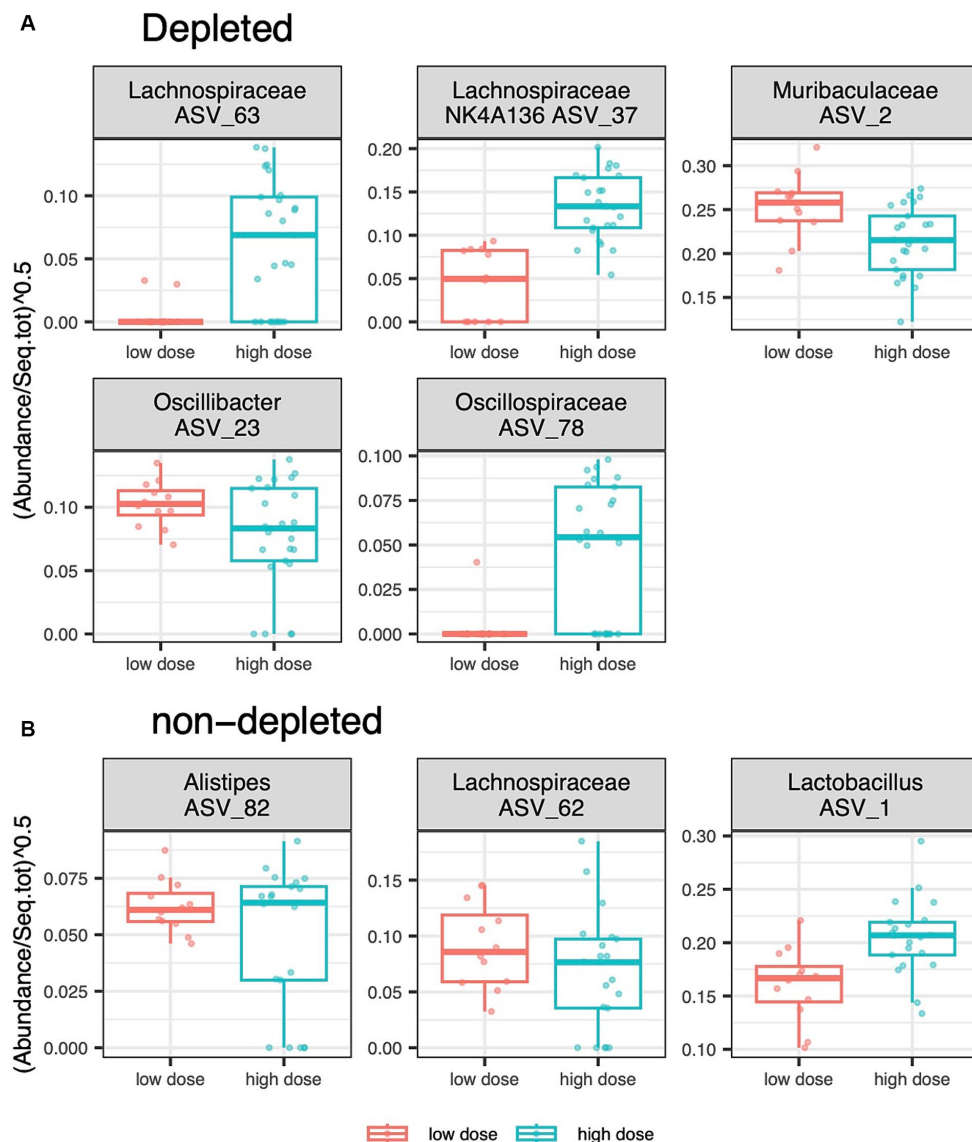 A
Depleted
Lachnospiraceae
ASV_63
Lachnospiraceae
NK4A136 ASV_37
Muribaculaceae
ASV_2
0.10
0.05
0.00
low dose
high dose
0.20
0.15
0.10
0.05
0.00
low dose
high dose
0.30
0.25
0.20
0.15
low dose
high dose
(Abundance/Seq.tot)^0.5
Oscillibacter
ASV_23
Oscillospiraceae
ASV_78
0.10
0.05
0.00
low dose
high dose
0.100
0.075
0.050
0.025
0.000
low dose
high dose
B
non-depleted
Alistipes
ASV_82
Lachnospiraceae
ASV_62
Lactobacillus
ASV_1
(Abundance/Seq.tot)^0.5
0.075
0.050
0.025
0.000
low dose
high dose
0.15
0.10
0.05
0.00
low dose
high dose
0.30
0.25
0.20
0.15
0.10
low dose
high dose
low dose
high dose